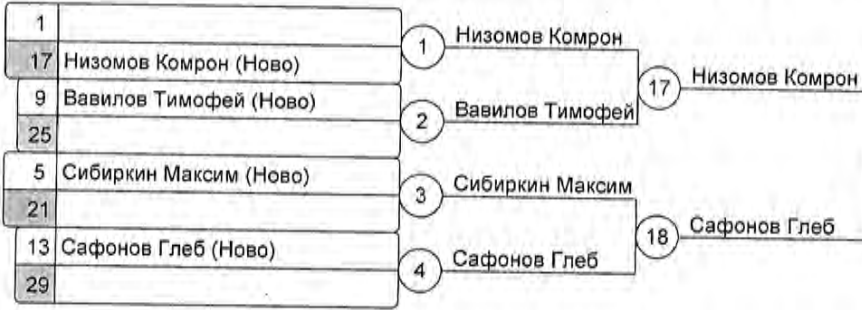 1
17 Низомов Комрон (Ново)
1
Низомов Комрон
9 Вавилов Тимофей (Ново)
25
2
Вавилов Тимофей
17
Низомов Комрон
5 Сибиркин Максим (Ново)
21
3
Сибиркин Максим
13 Сафонов Глеб (Ново)
29
4
Сафонов Глеб
18
Сафонов Глеб